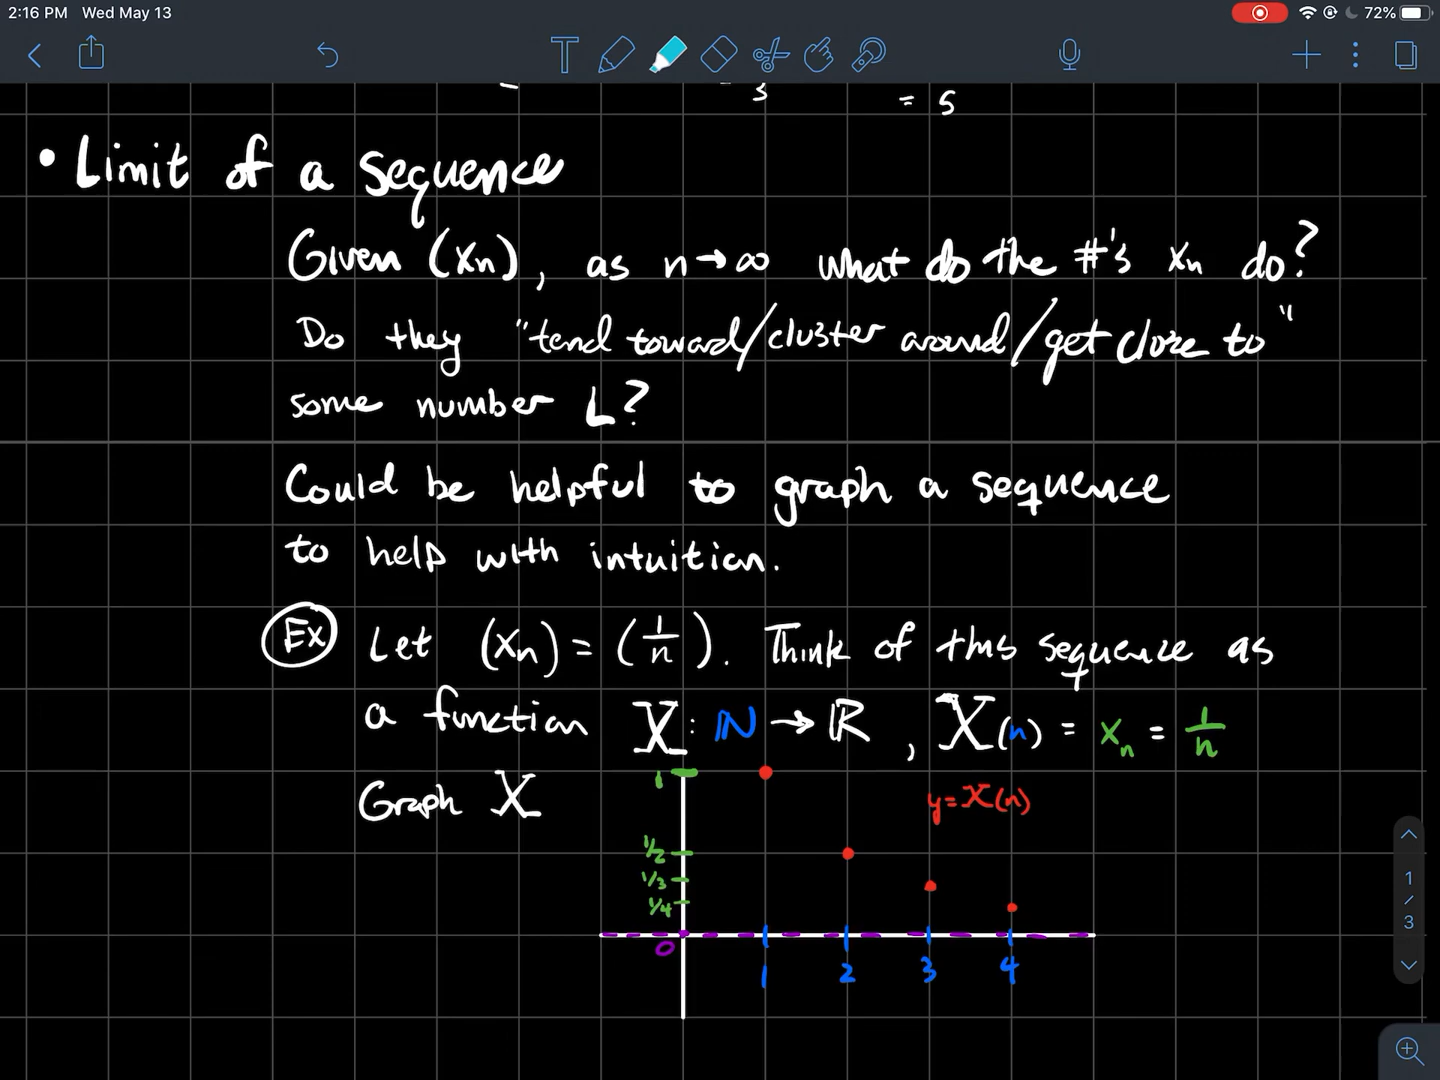 2:16 PM Wed May 13 72%
= s
• Limit of a sequence
Given (xn), as n→∞ what do the #'s xn do?
Do they "tend toward/cluster around/get close to"
some number L?
Could be helpful to graph a sequence
to help with intuition.
Ex Let (xn) = (1/n). Think of this sequence as
a function X: ℕ → ℝ, X(n) = xn = 1/n
Graph X
1
y = X(n)
1/2
1/3
1/4
0
1 2 3 4
1/3